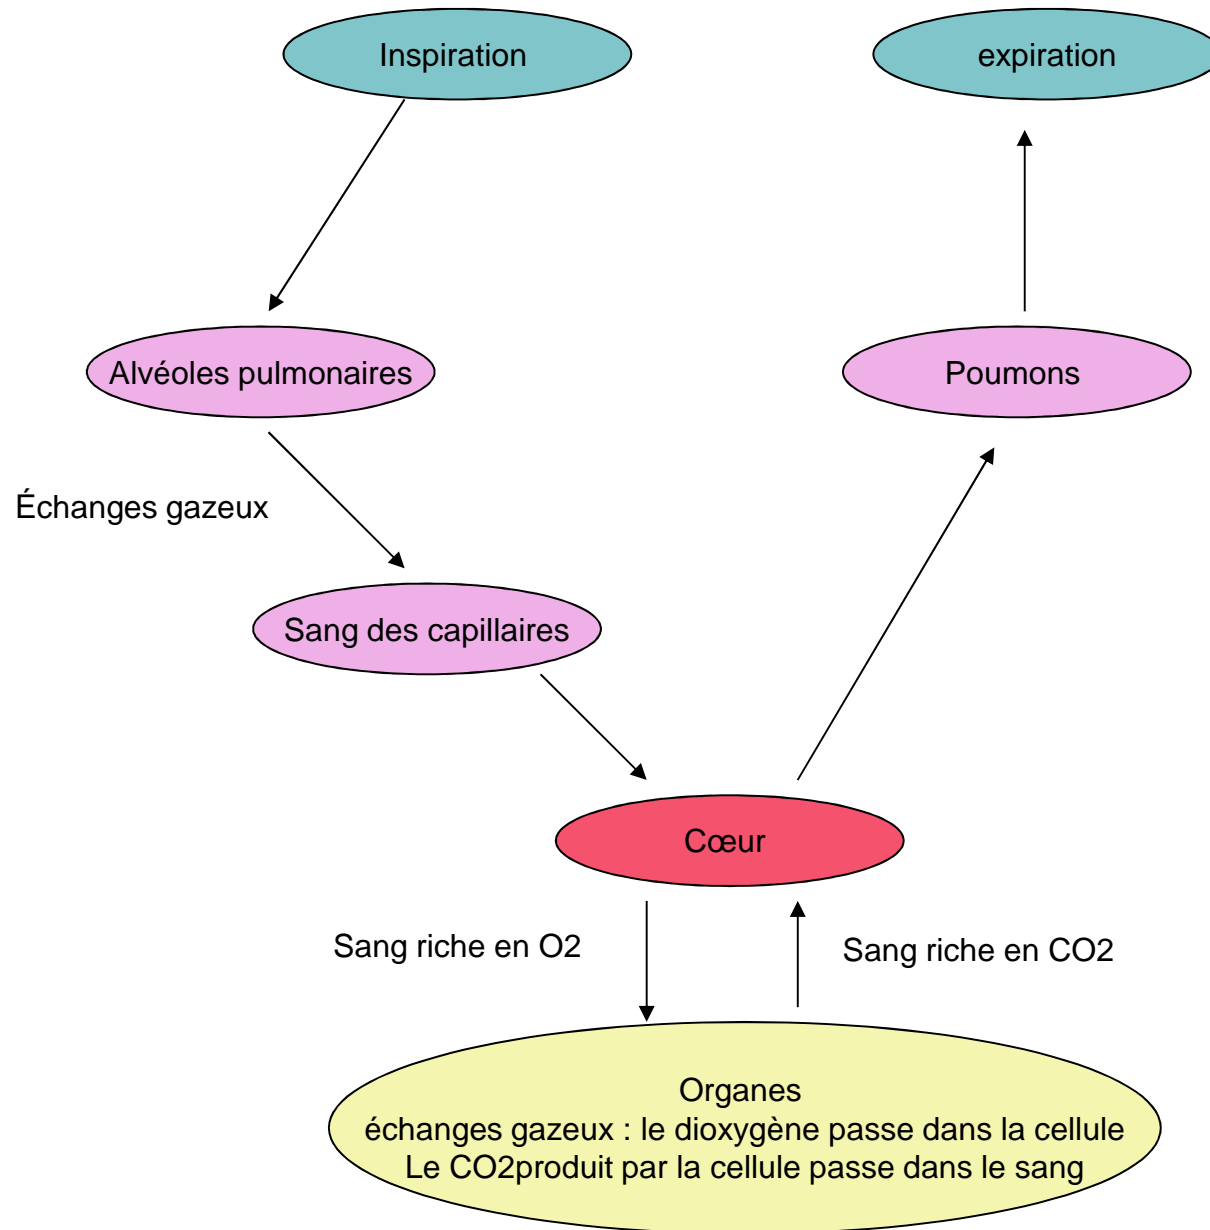 Inspiration
expiration
Alvéoles pulmonaires
Poumons
Échanges gazeux
Sang des capillaires
Cœur
Sang riche en O2
Sang riche en CO2
Organes
échanges gazeux : le dioxygène passe dans la cellule
Le CO2produit par la cellule passe dans le sang